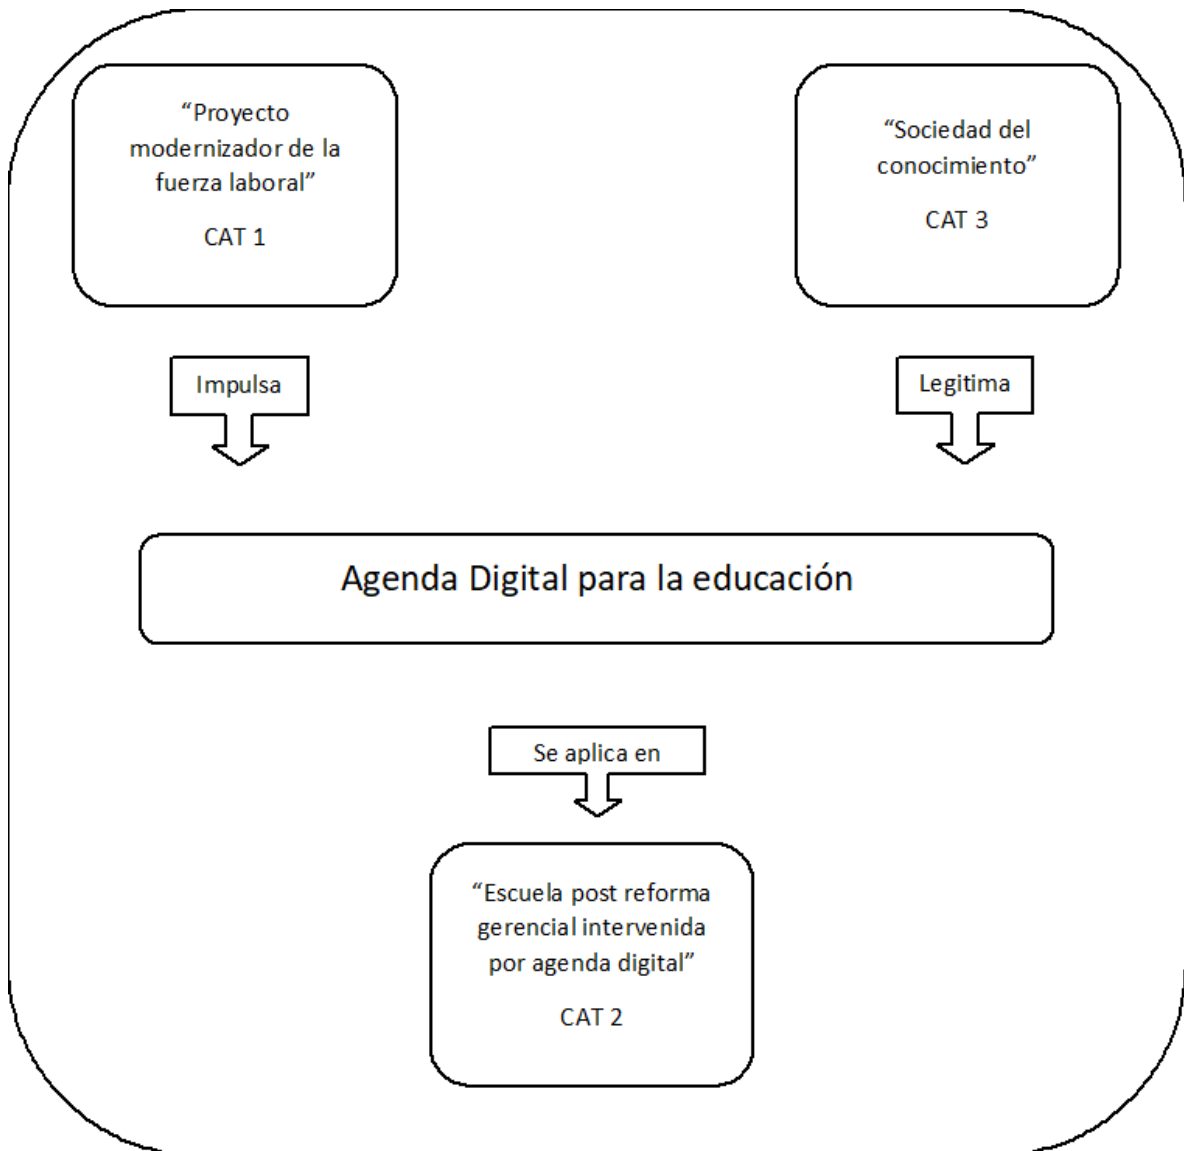 “Proyecto
modernizador de la
fuerza laboral”
CAT 1
“Sociedad del
conocimiento”
CAT 3
Impulsa
Legitima
Agenda Digital para la educación
Se aplica en
“Escuela post reforma
gerencial intervenida
por agenda digital”
CAT 2